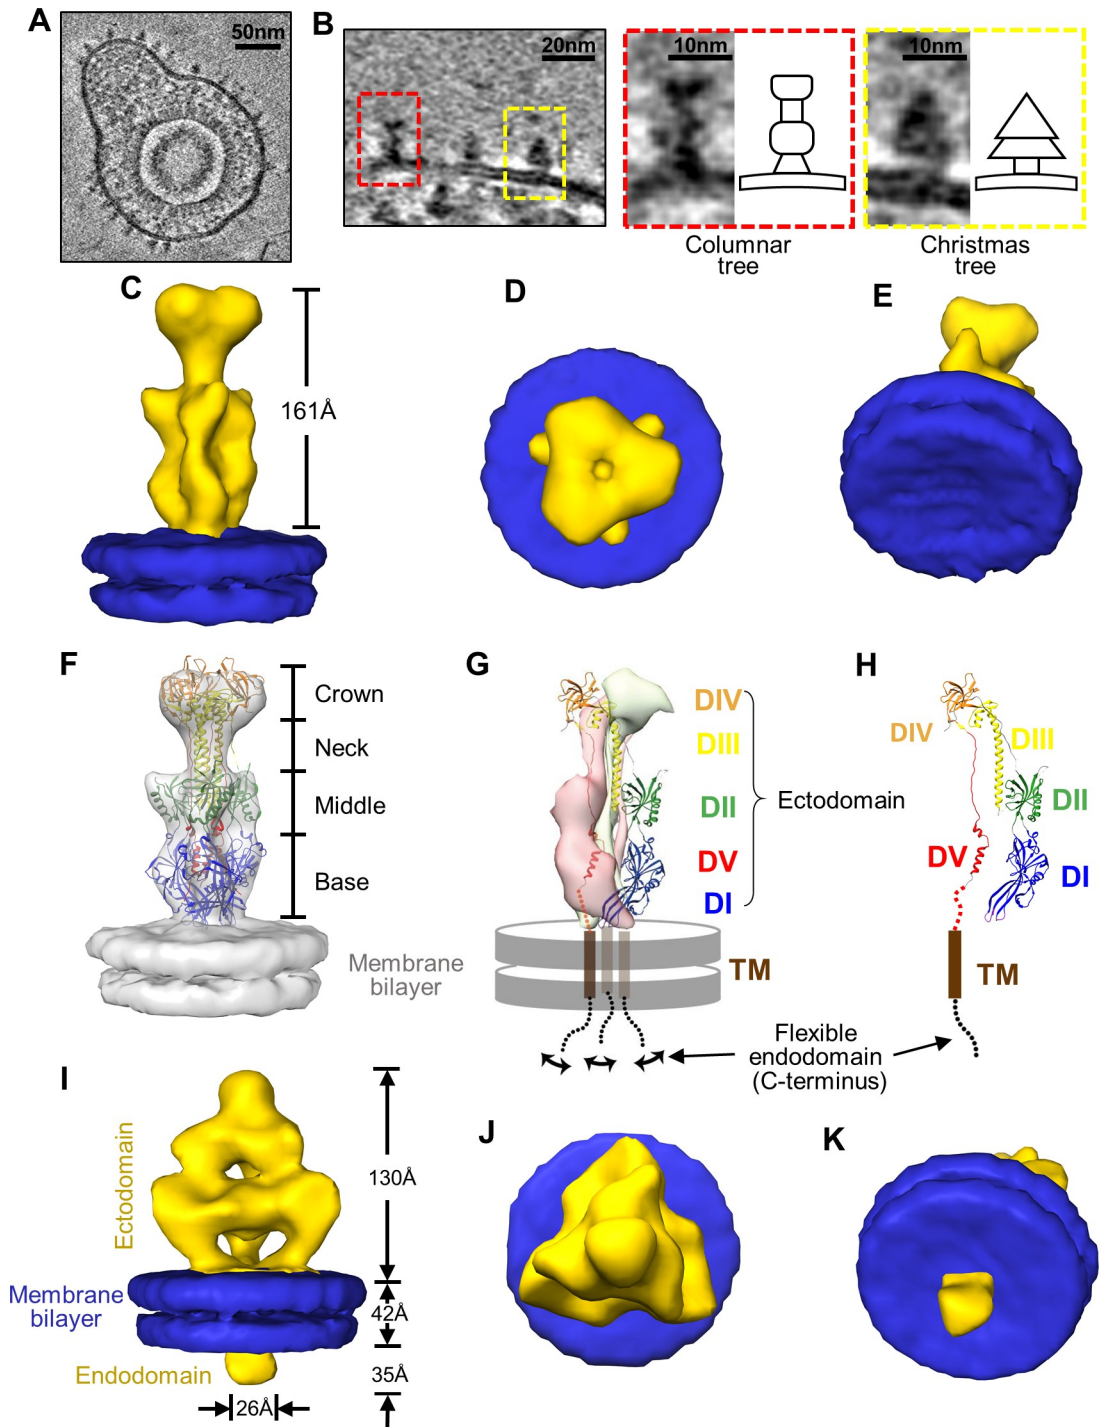 A
50nm
B
20nm
10nm
10nm
Columnar
tree
Christmas
tree
C
161Å
D
E
F
Crown
Neck
Middle
Base
Membrane
bilayer
G
DIV
DIII
DII
DV
DI
Ectodomain
TM
H
DIV
DIII
DII
DV
DI
TM
Flexible
endodomain
(C-terminus)
I
Ectodomain
130Å
Membrane
bilayer
42Å
Endodomain
35Å
26Å
J
K